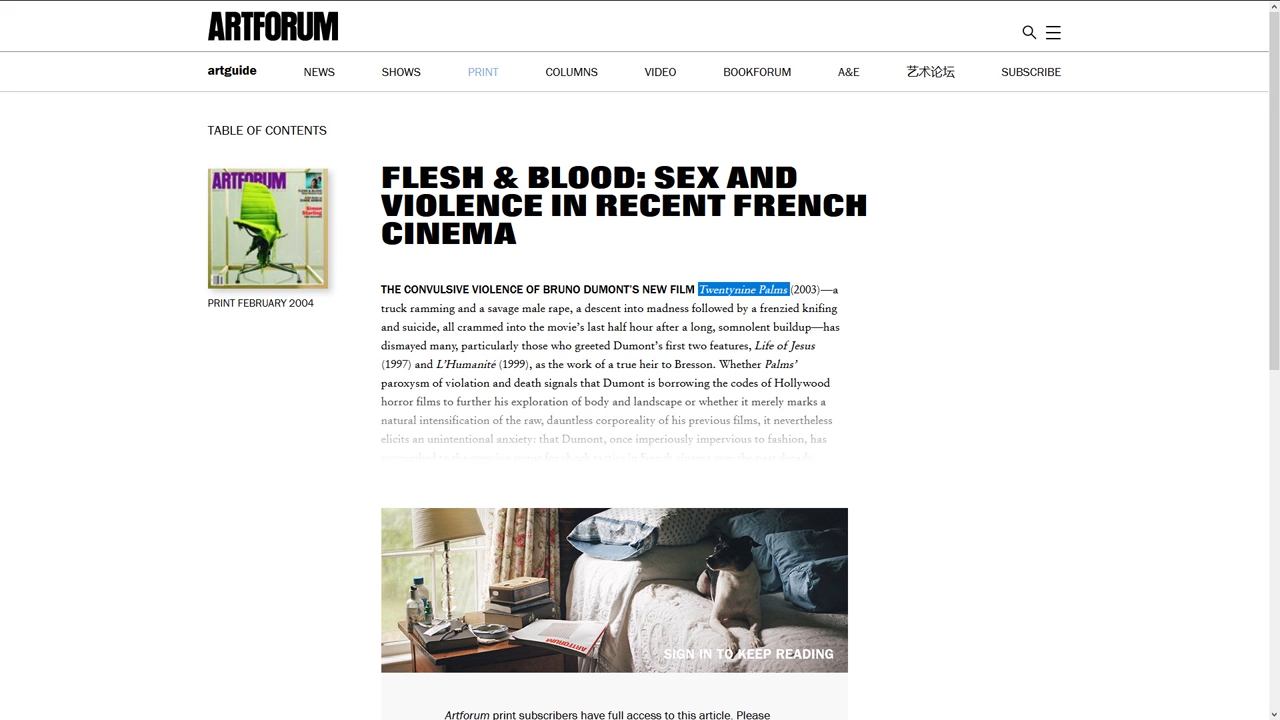 ARTFORUM
artguide NEWS SHOWS PRINT COLUMNS VIDEO BOOKFORUM A&E 艺术论坛 SUBSCRIBE
TABLE OF CONTENTS
ARTFORUM
PRINT FEBRUARY 2004
FLESH & BLOOD: SEX AND
VIOLENCE IN RECENT FRENCH
CINEMA
THE CONVULSIVE VIOLENCE OF BRUNO DUMONT’S NEW FILM Twentynine Palms (2003)—a
truck ramming and a savage male rape, a descent into madness followed by a frenzied knifing
and suicide, all crammed into the movie’s last half hour after a long, somnolent buildup—has
dismayed many, particularly those who greeted Dumont’s first two features, Life of Jesus
(1997) and L’Humanité (1999), as the work of a true heir to Bresson. Whether Palms’
paroxysm of violation and death signals that Dumont is borrowing the codes of Hollywood
horror films to further his exploration of body and landscape or whether it merely marks a
natural intensification of the raw, dauntless corporeality of his previous films, it nevertheless
elicits an unintentional anxiety: that Dumont, once imperiously impervious to fashion, has
ARTFORUM
SIGN IN TO KEEP READING
Artforum print subscribers have full access to this article. Please